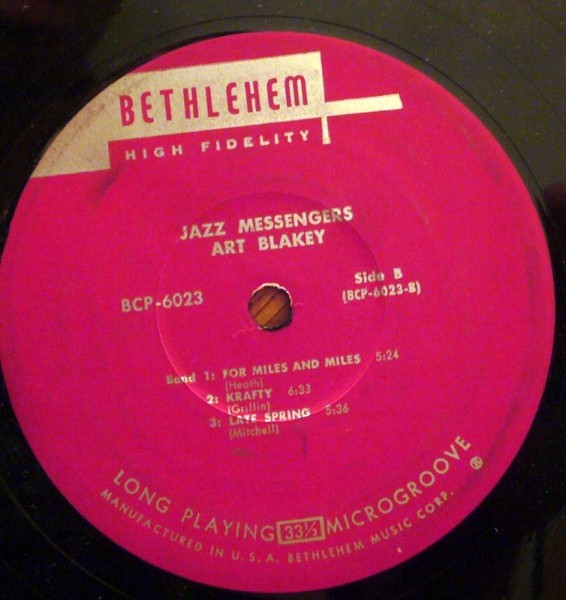 BETHLEHEM
HIGH FIDELITY
JAZZ MESSENGERS
ART BLAKEY
BCP-6023
Side B
(BCP-6023-B)
Band 1: FOR MILES AND MILES 5:24
(Heath)
2: KRAFTY 6:33
(Griffin)
3: LATE SPRING 5:36
(Mitchell)
LONG PLAYING 33⅓ MICROGROOVE ®
MANUFACTURED IN U. S. A. BETHLEHEM MUSIC CORP.